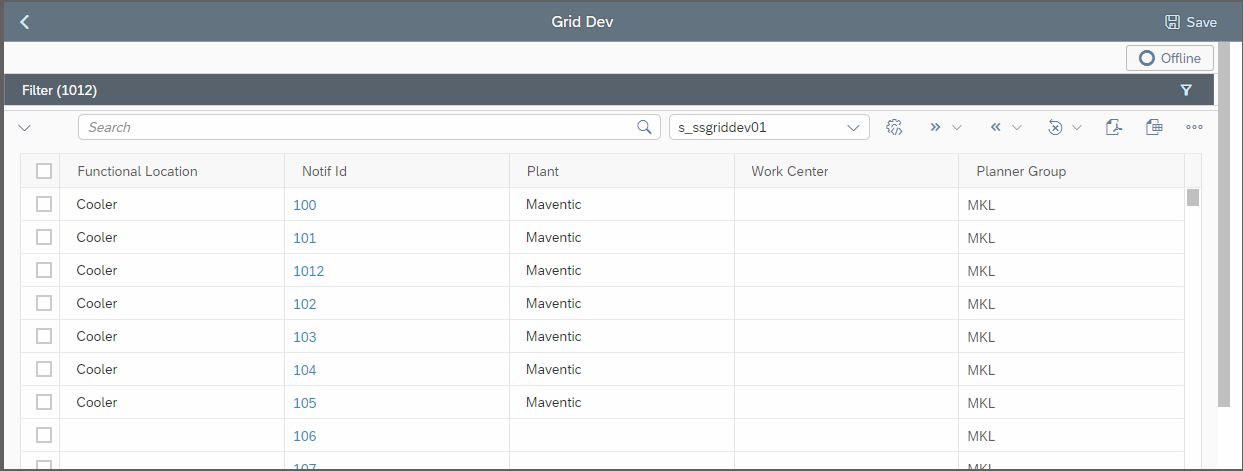 Grid Dev
Save
Offline
Filter (1012)
Search
s_ssgriddev01
Functional Location Notif Id Plant Work Center Planner Group
Cooler 100 Maventic MKL
Cooler 101 Maventic MKL
Cooler 1012 Maventic MKL
Cooler 102 Maventic MKL
Cooler 103 Maventic MKL
Cooler 104 Maventic MKL
Cooler 105 Maventic MKL
106 MKL
107 MKL